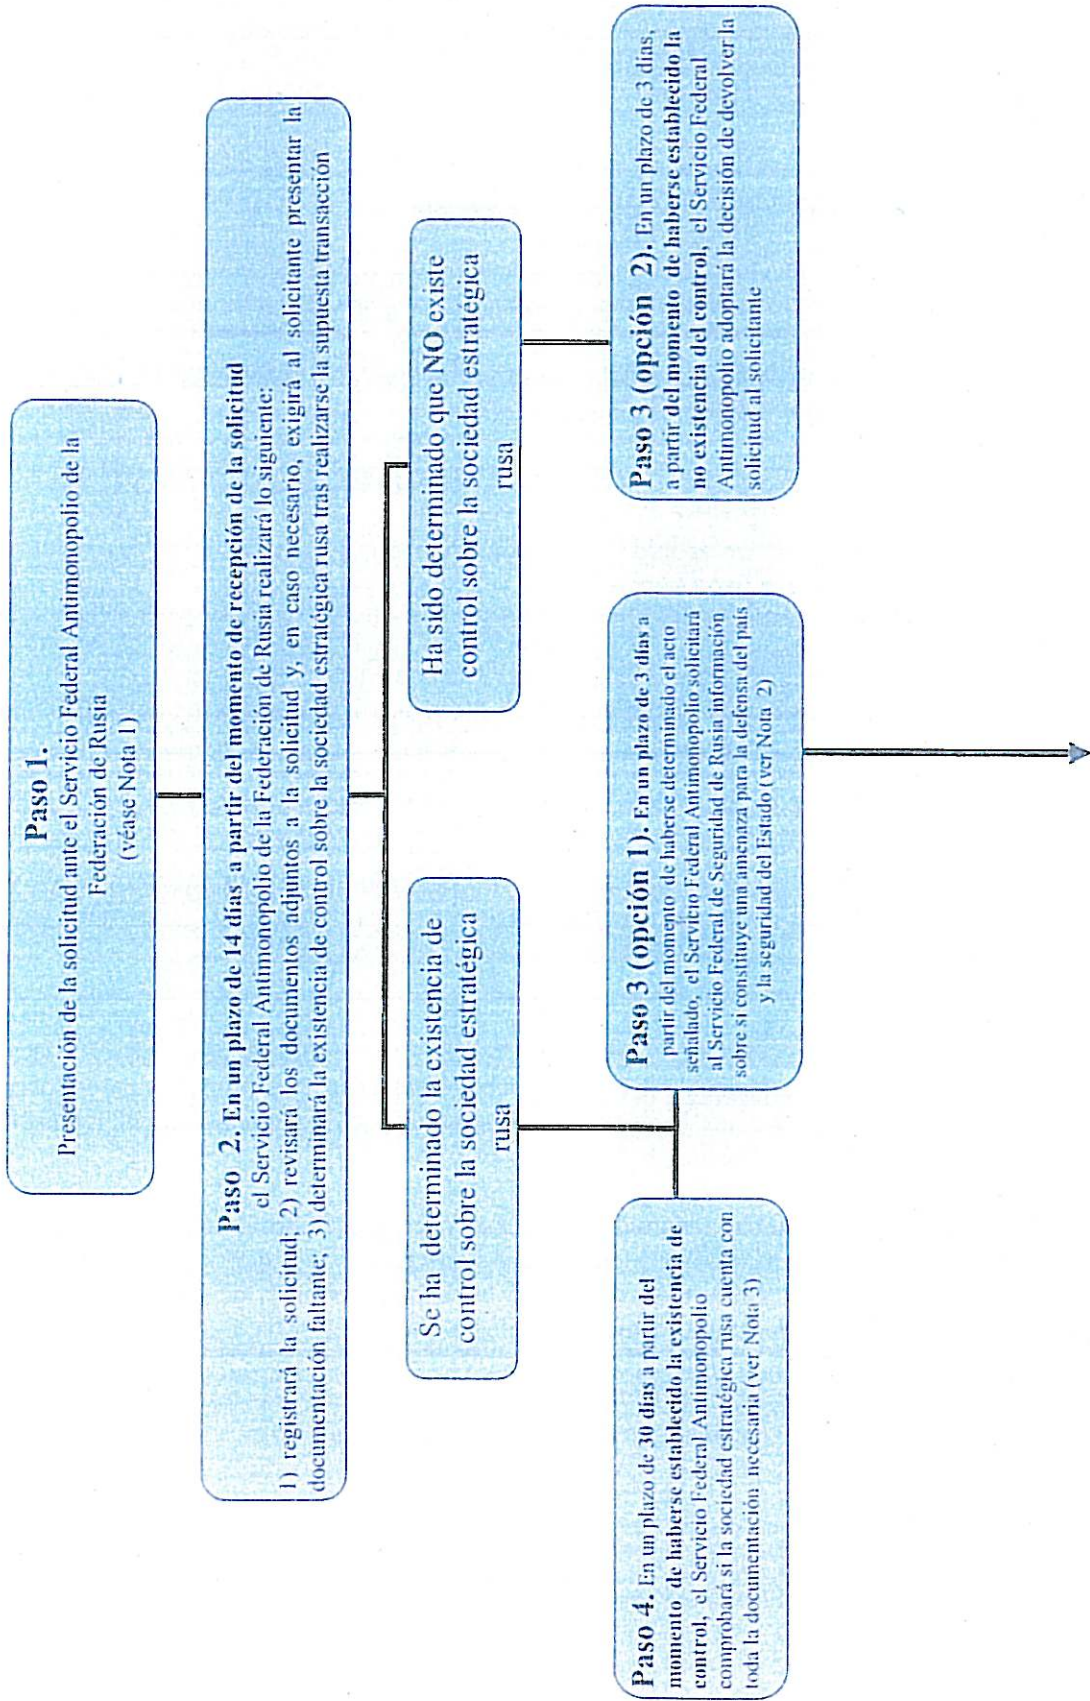 Paso 1.
Presentación de la solicitud ante el Servicio Federal Antimonopolio de la
Federación de Rusia
(véase Nota 1)
Paso 2. En un plazo de 14 días a partir del momento de recepción de la solicitud
el Servicio Federal Antimonopolio de la Federación de Rusia realizará lo siguiente:
1) registrará la solicitud; 2) revisará los documentos adjuntos a la solicitud y, en caso necesario, exigrá al solicitante presentar la
documentación faltante; 3) determinará la existencia de control sobre la sociedad estratégica rusa tras realizarse la supuesta transacción
Se ha determinado la existencia de
control sobre la sociedad estratégica
rusa
Ha sido determinado que NO existe
control sobre la sociedad estratégica
rusa
Paso 4. En un plazo de 30 días a partir del
momento de haberse establecido la existencia de
control, el Servicio Federal Antimonopolio
comprobará si la sociedad estratégica rusa cuenta con
toda la documentación necesaria (ver Nota 3)
Paso 3 (opción 1). En un plazo de 3 días a
partir del momento de haberse determinado el acto
señalado, el Servicio Federal Antimonopolio solicitará
al Servicio Federal de Seguridad de Rusia información
sobre si constituye una amenaza para la defensa del país
y la seguridad del Estado (ver Nota 2)
Paso 3 (opción 2). En un plazo de 3 días,
a partir del momento de haberse establecido la
no existencia del control, el Servicio Federal
Antimonopolio adoptará la decisión de devolver la
solicitud al solicitante